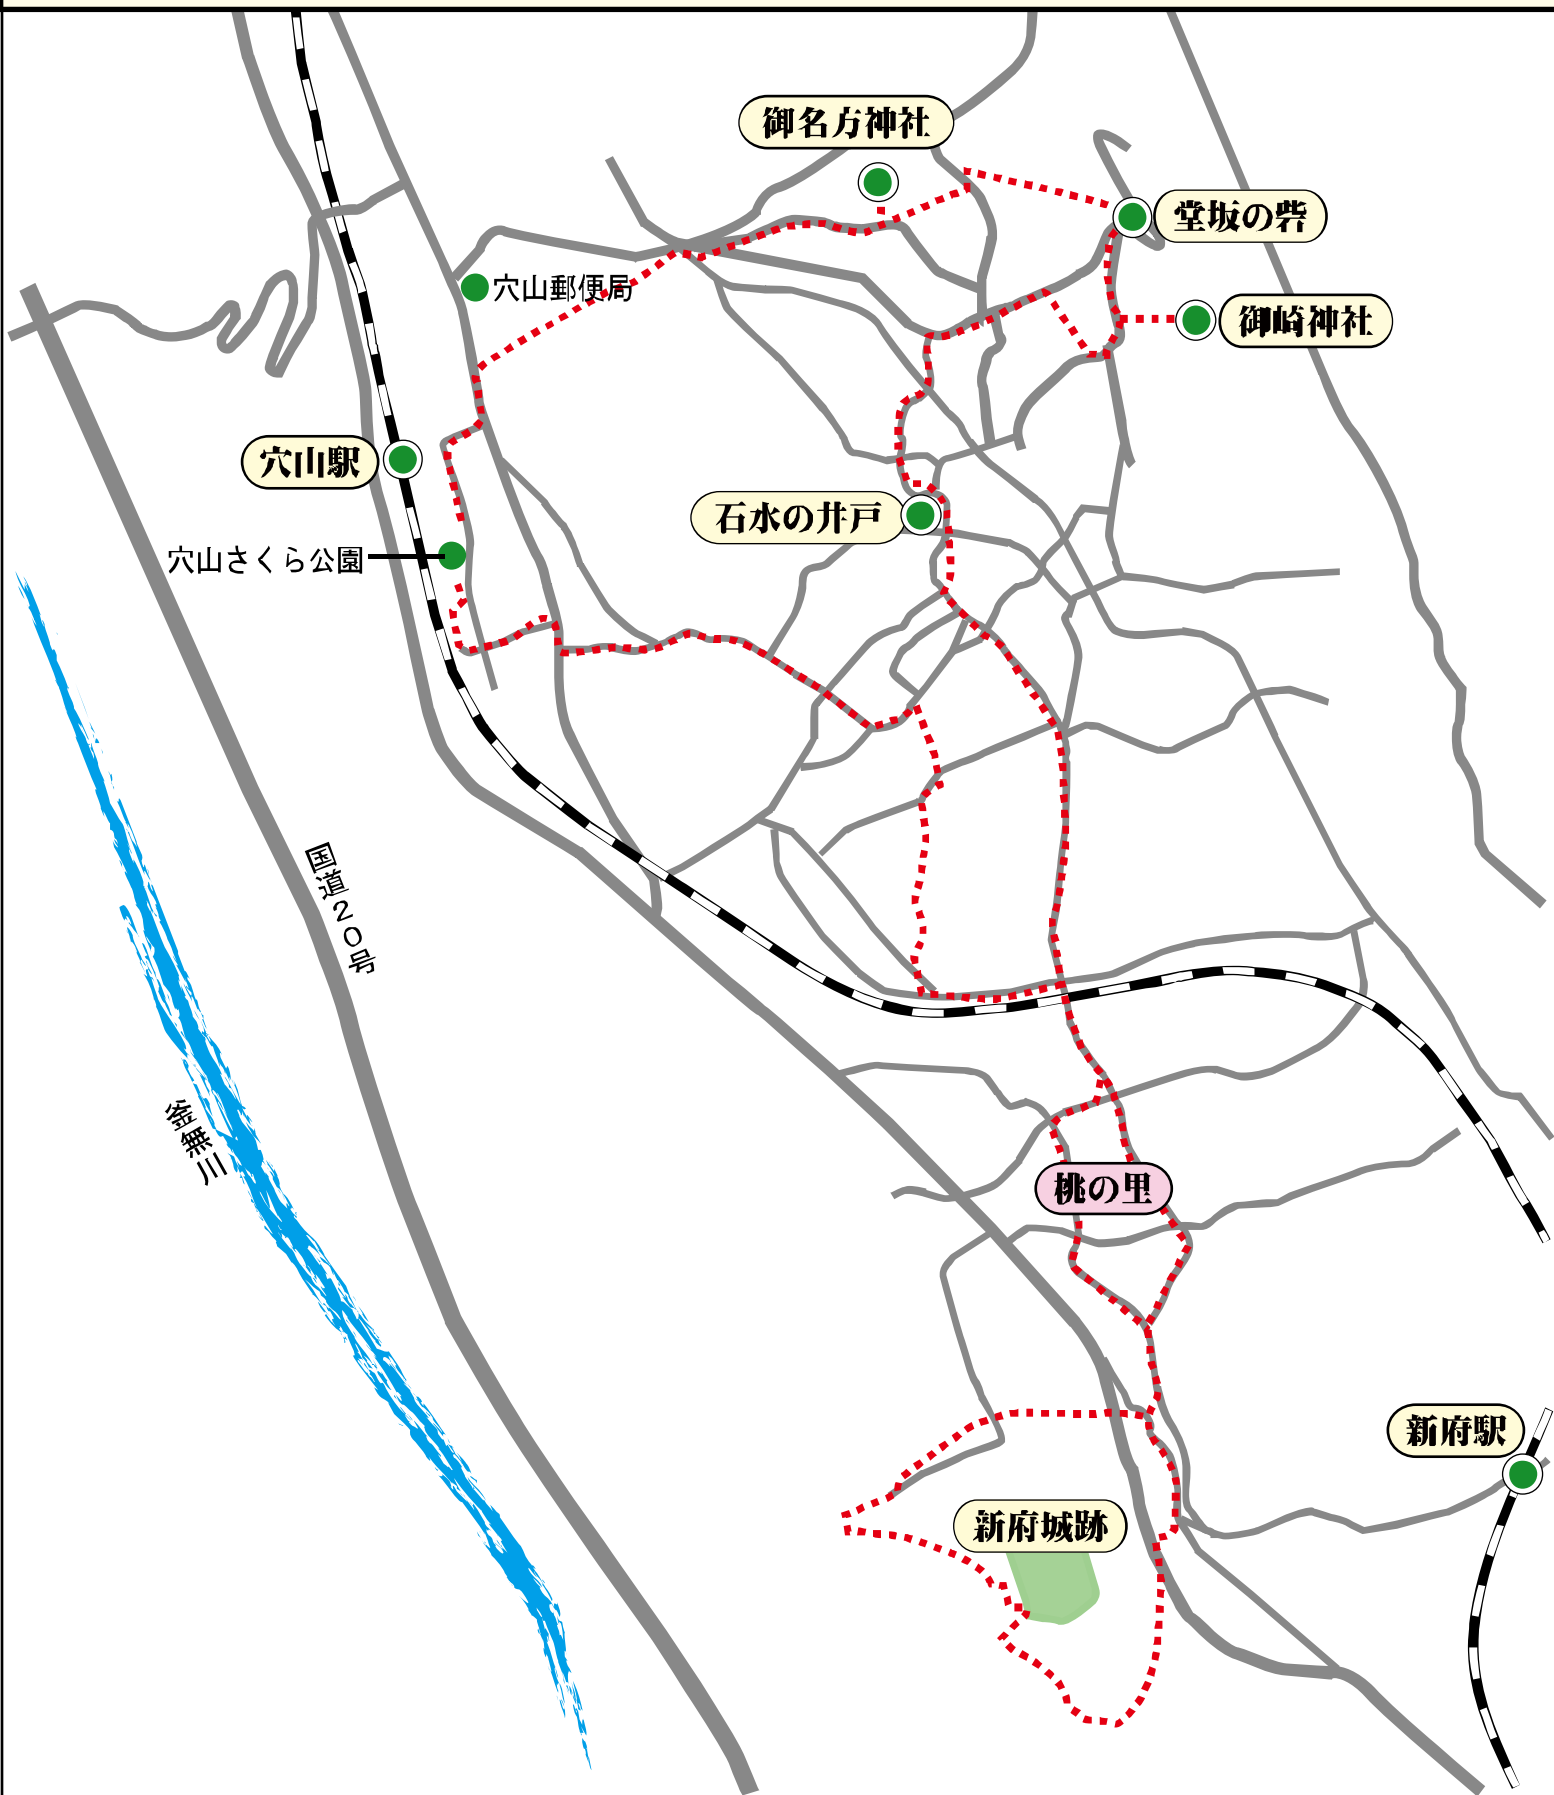 御名方神社
堂坂の砦
穴山郵便局
御崎神社
穴山駅
石水の井戸
穴山さくら公園
国道20号
釜無川
桃の里
新府駅
新府城跡